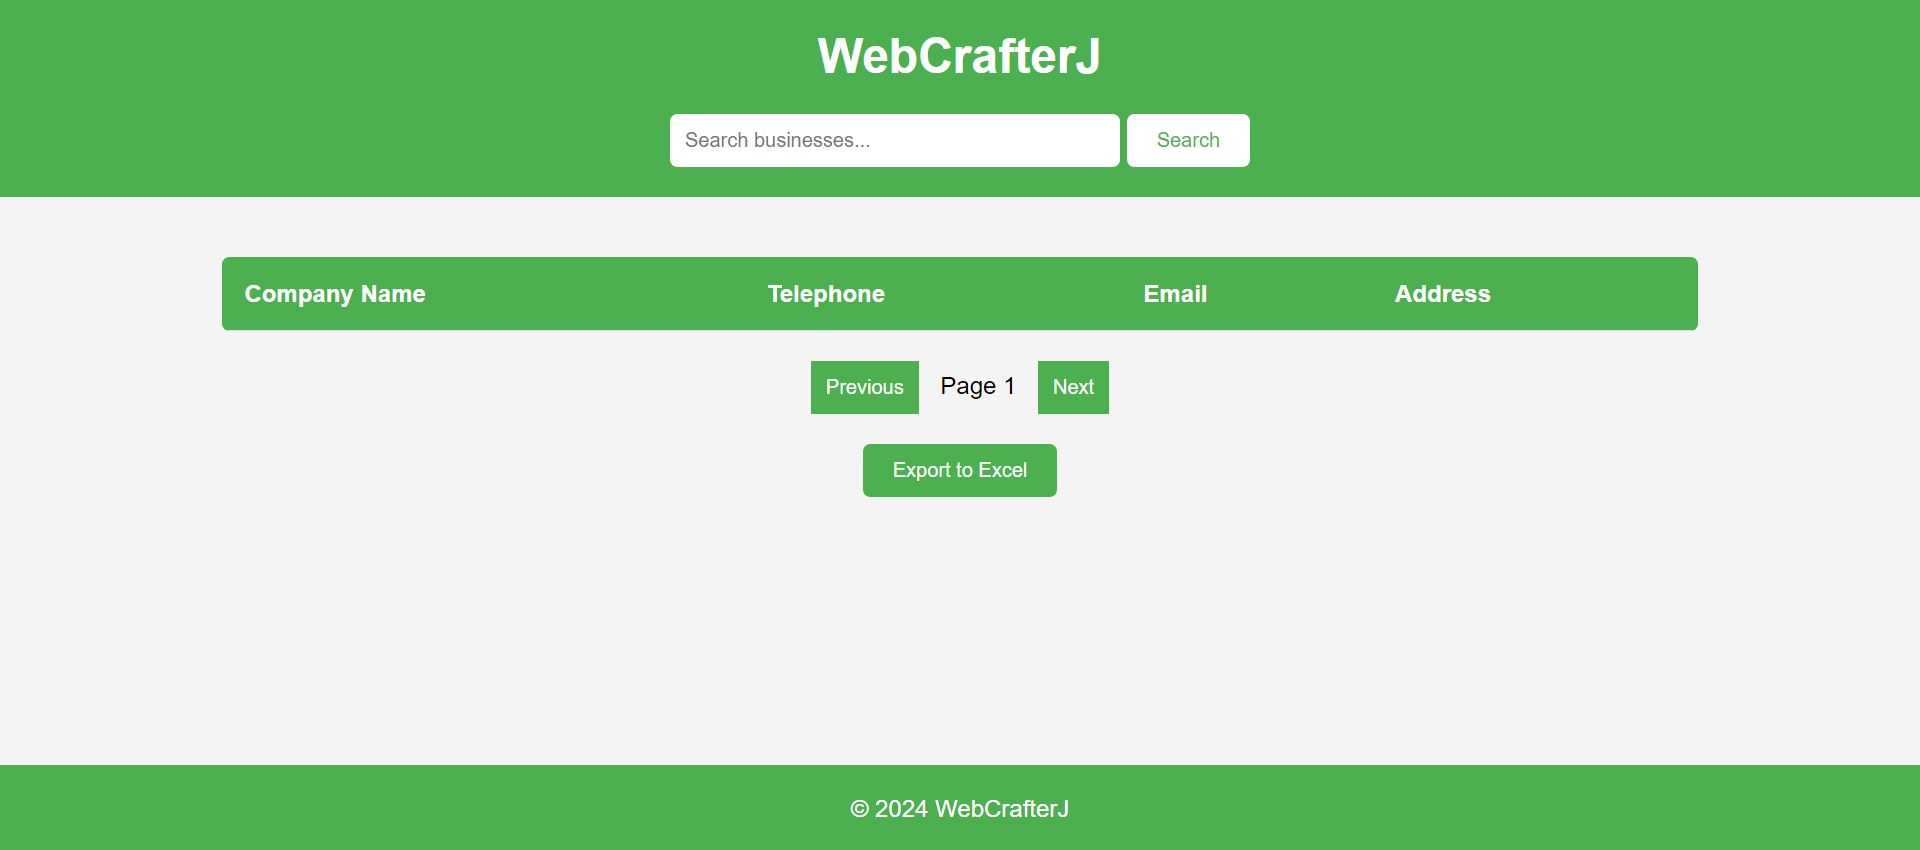 WebCrafterJ
Search businesses... Search
Company Name Telephone Email Address
Previous Page 1 Next
Export to Excel
© 2024 WebCrafterJ